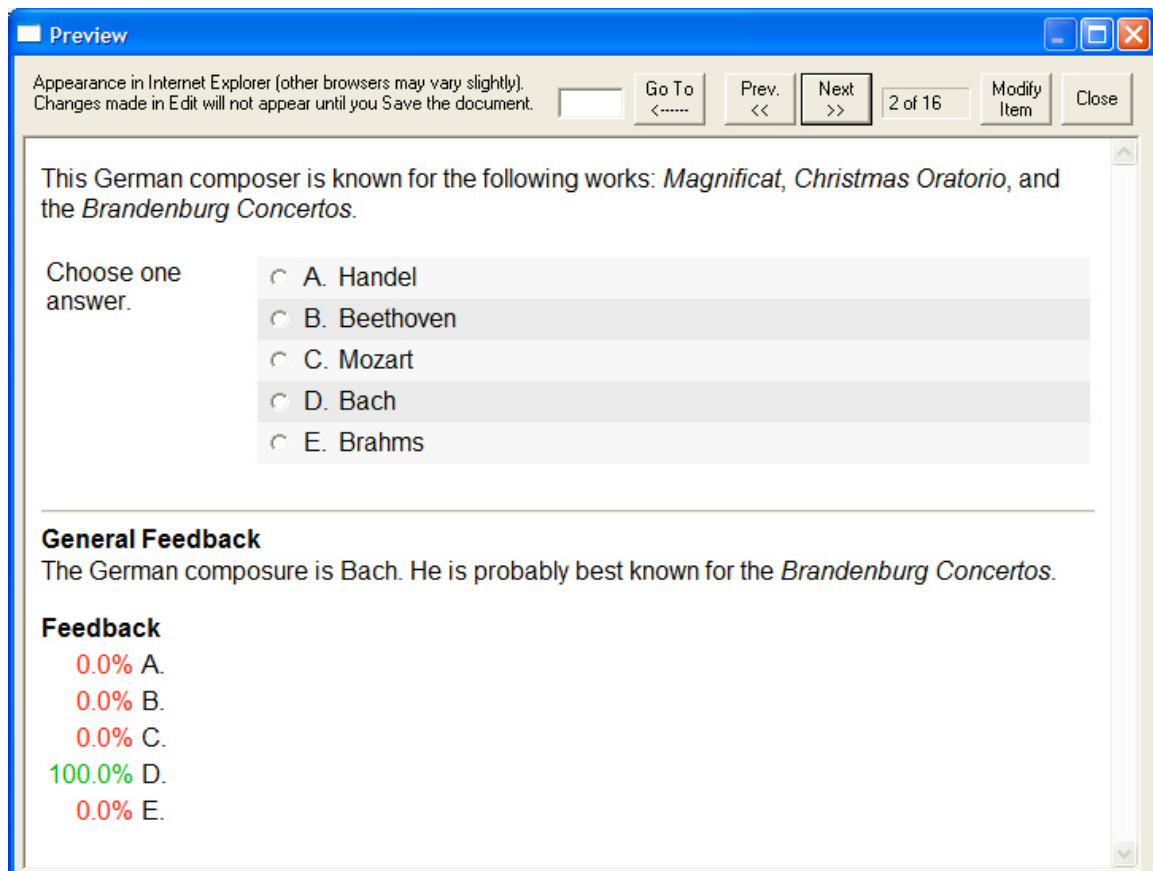 Preview
Appearance in Internet Explorer (other browsers may vary slightly).
Changes made in Edit will not appear until you Save the document.
Go To
<------
Prev.
<<
Next
>>
2 of 16
Modify
Item
Close
This German composer is known for the following works: Magnificat, Christmas Oratorio, and
the Brandenburg Concertos.
Choose one
answer.
A. Handel
B. Beethoven
C. Mozart
D. Bach
E. Brahms
General Feedback
The German composure is Bach. He is probably best known for the Brandenburg Concertos.
Feedback
0.0% A.
0.0% B.
0.0% C.
100.0% D.
0.0% E.